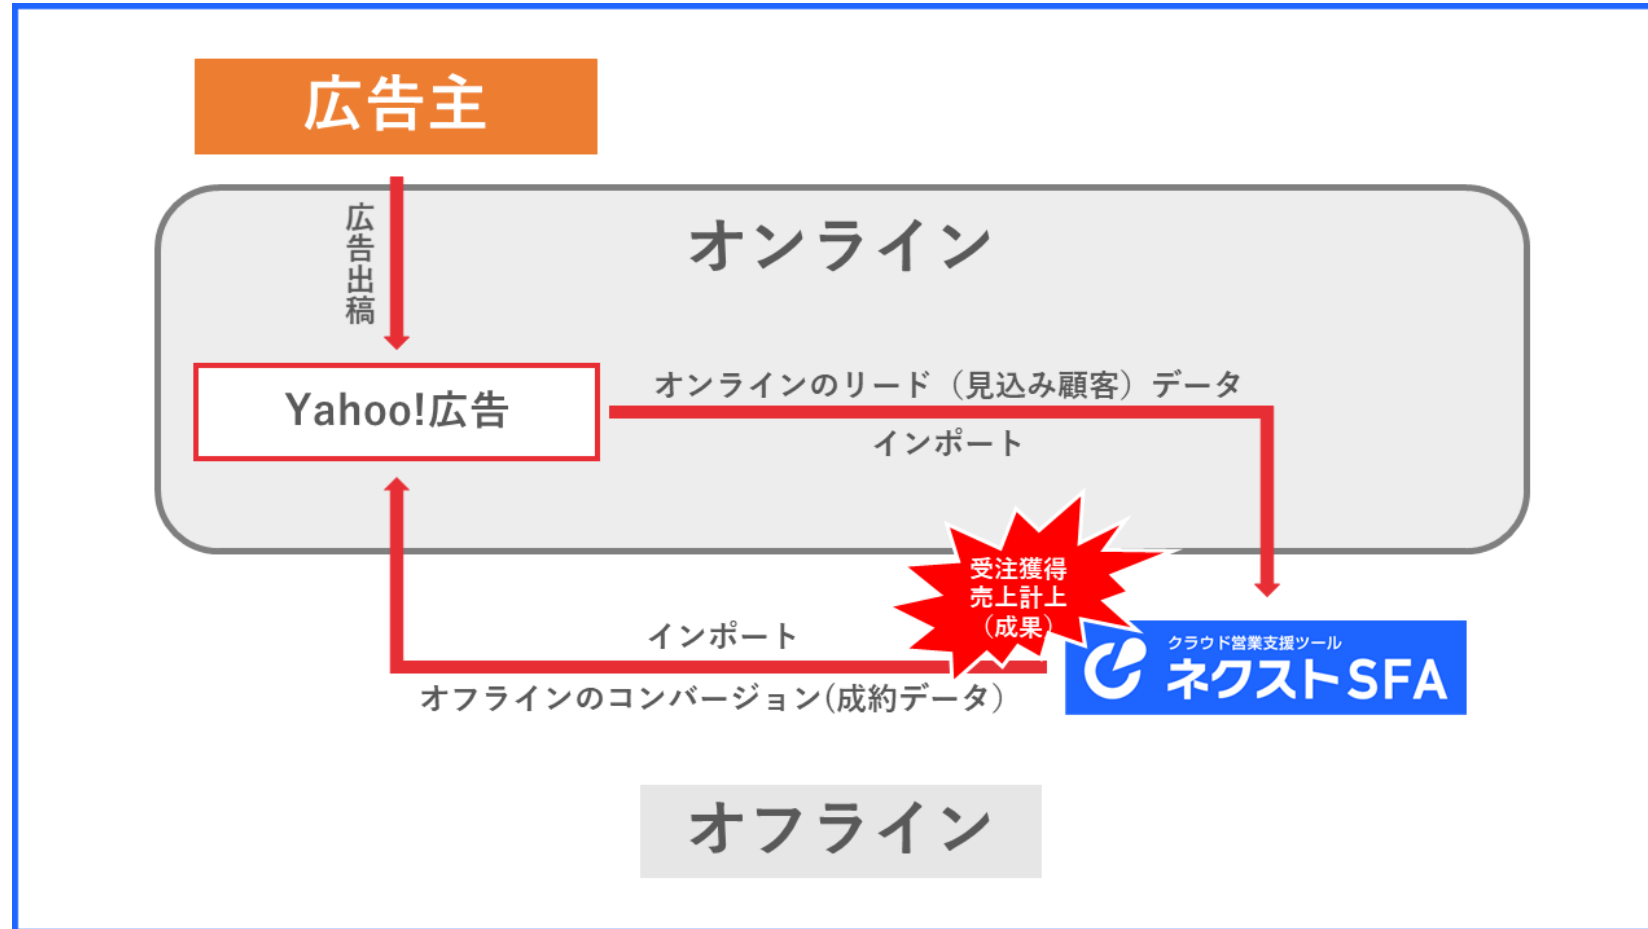 広告主
オンライン
広告出稿
Yahoo!広告
オンラインのリード（見込み顧客）データ
インポート
受注獲得
売上計上
（成果）
インポート
オフラインのコンバージョン(成約データ）
クラウド営業支援ツール
ネクストSFA
オフライン